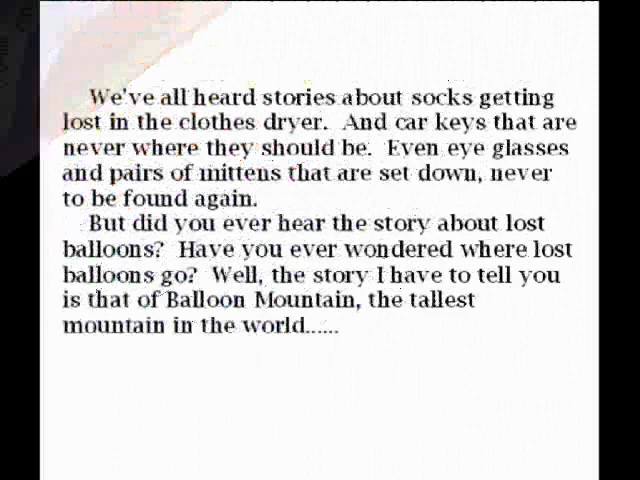 We've all heard stories about socks getting
lost in the clothes dryer. And car keys that are
never where they should be. Even eye glasses
and pairs of mittens that are set down, never
to be found again.
But did you ever hear the story about lost
balloons? Have you ever wondered where lost
balloons go? Well, the story I have to tell you
is that of Balloon Mountain, the tallest
mountain in the world......